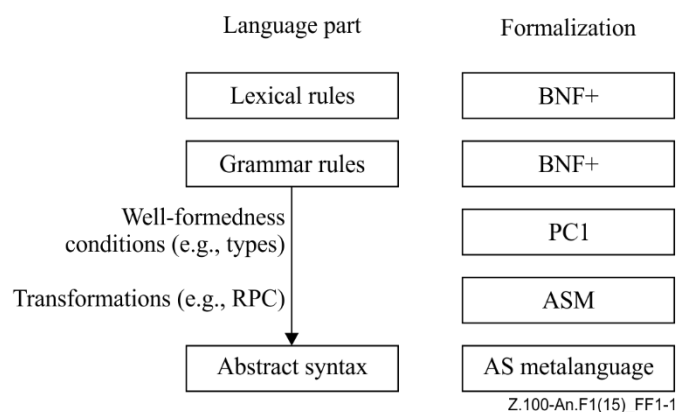 Language part
Formalization
Lexical rules
BNF+
Grammar rules
BNF+
Well-formedness
conditions (e.g., types)
PC1
Transformations (e.g., RPC)
ASM
Abstract syntax
AS metalanguage
Z.100-An.F1(15)_FF1-1